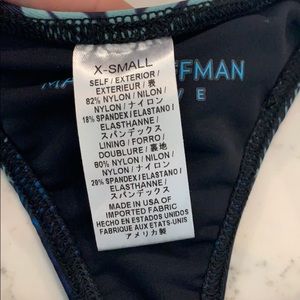 X-SMALL
SELF / EXTERIOR /
EXTERIEUR / 表
82% NYLON / NILON /
NYLON / ナイロン
18% SPANDEX / ELASTANO I
ELASTHANNE /
スパンデックス
LINING / FORRO /
DOUBLURE / 裏地
80% NYLON / NILON /
NYLON / ナイロン
20% SPANDEX / ELASTANO I
ELASTHANNE /
スパンデックス
MADE IN USA OF
IMPORTED FABRIC
HECHO EN ESTADOS UNIDOS
FABRIQUE AUX ETATS-UNIS
アメリカ製